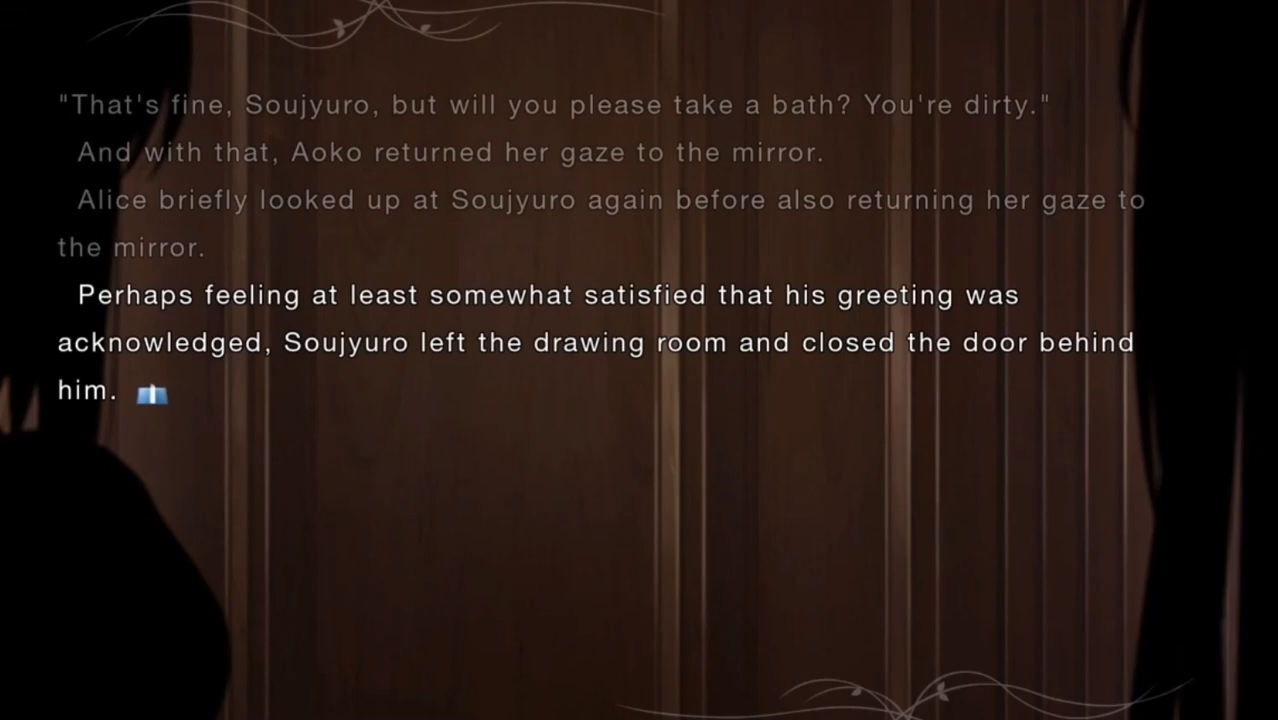 "That's fine, Soujyuro, but will you please take a bath? You're dirty."
And with that, Aoko returned her gaze to the mirror.
Alice briefly looked up at Soujyuro again before also returning her gaze to
the mirror.
Perhaps feeling at least somewhat satisfied that his greeting was
acknowledged, Soujyuro left the drawing room and closed the door behind
him.